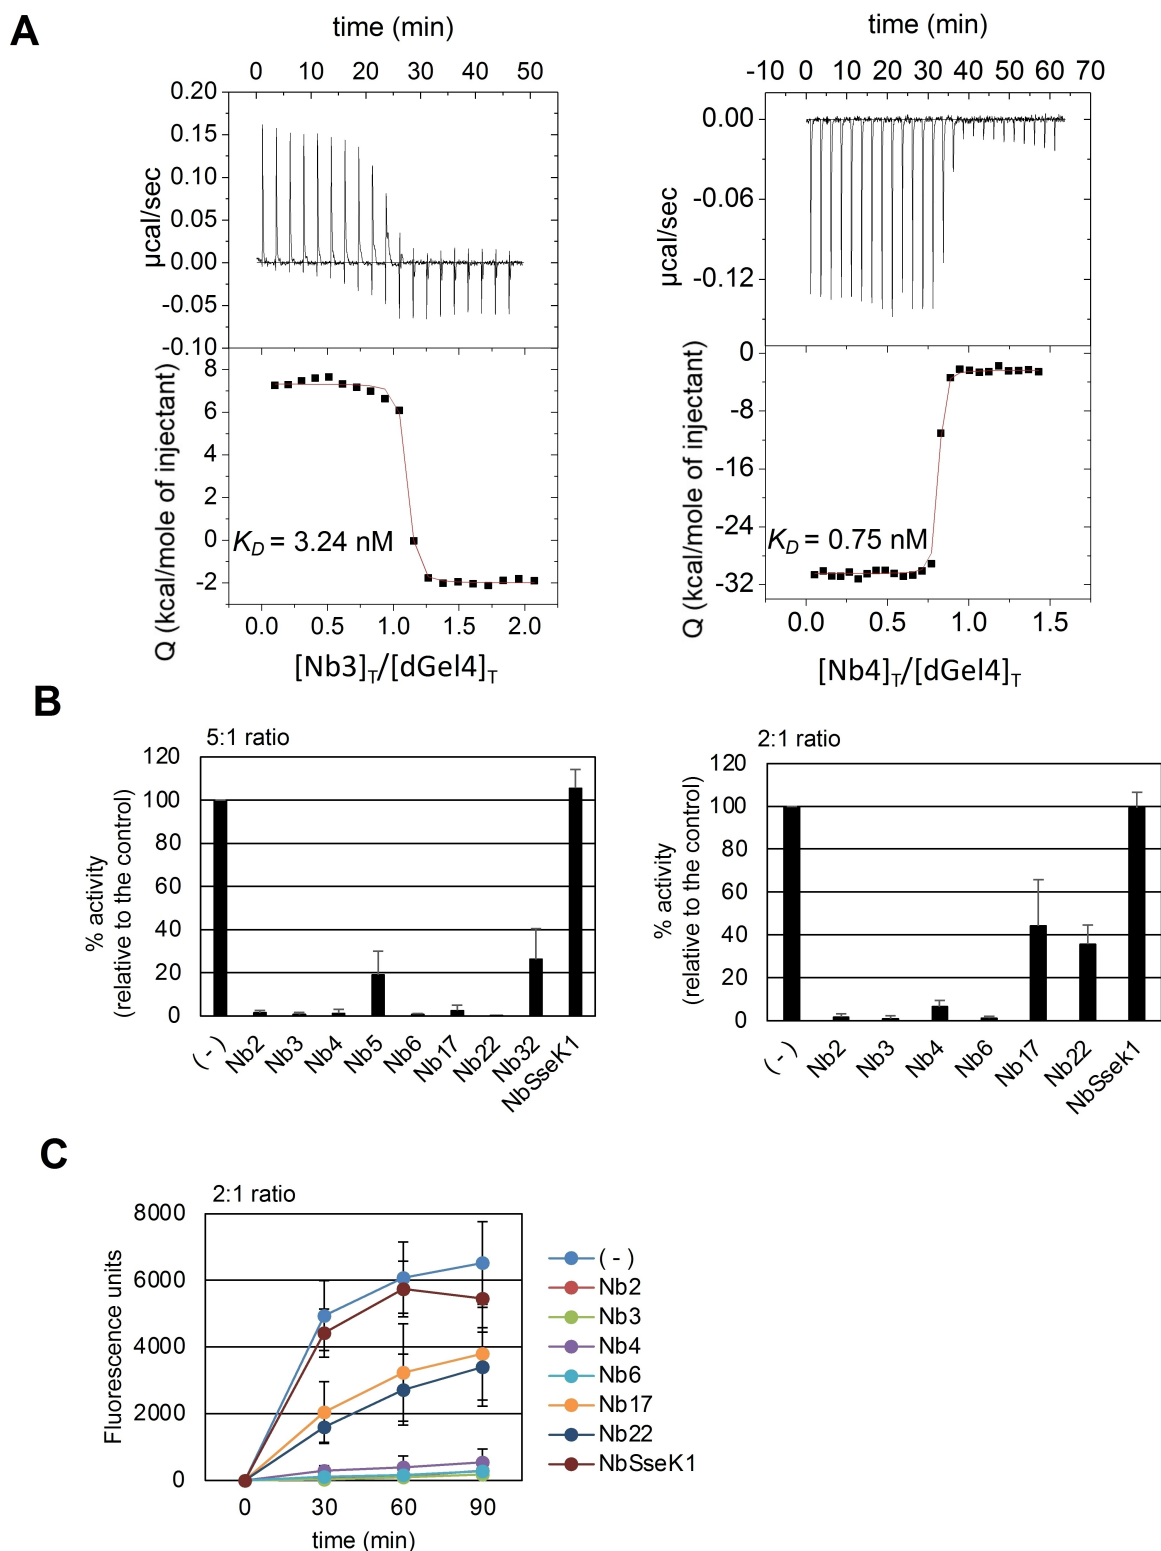 A
time (min)
0 10 20 30 40 50
0.20
0.15
0.10
0.05
0.00
-0.05
-0.10
µcal/sec
8
6
4
2
0
-2
Q (kcal/mole of injectant)
K_D = 3.24 nM
0.0 0.5 1.0 1.5 2.0
[Nb3]T/[dGel4]T
time (min)
-10 0 10 20 30 40 50 60 70
0.00
-0.06
-0.12
µcal/sec
0
-8
-16
-24
-32
Q (kcal/mole of injectant)
K_D = 0.75 nM
0.0 0.5 1.0 1.5
[Nb4]T/[dGel4]T
B
5:1 ratio
120
100
80
60
40
20
0
% activity
(relative to the control)
(-) Nb2 Nb3 Nb4 Nb5 Nb6 Nb17 Nb22 Nb32 NbSseK1
2:1 ratio
120
100
80
60
40
20
0
% activity
(relative to the control)
(-) Nb2 Nb3 Nb4 Nb6 Nb17 Nb22 NbSsek1
C
2:1 ratio
8000
6000
4000
2000
0
Fluorescence units
0 30 60 90
time (min)
( - )
Nb2
Nb3
Nb4
Nb6
Nb17
Nb22
NbSseK1